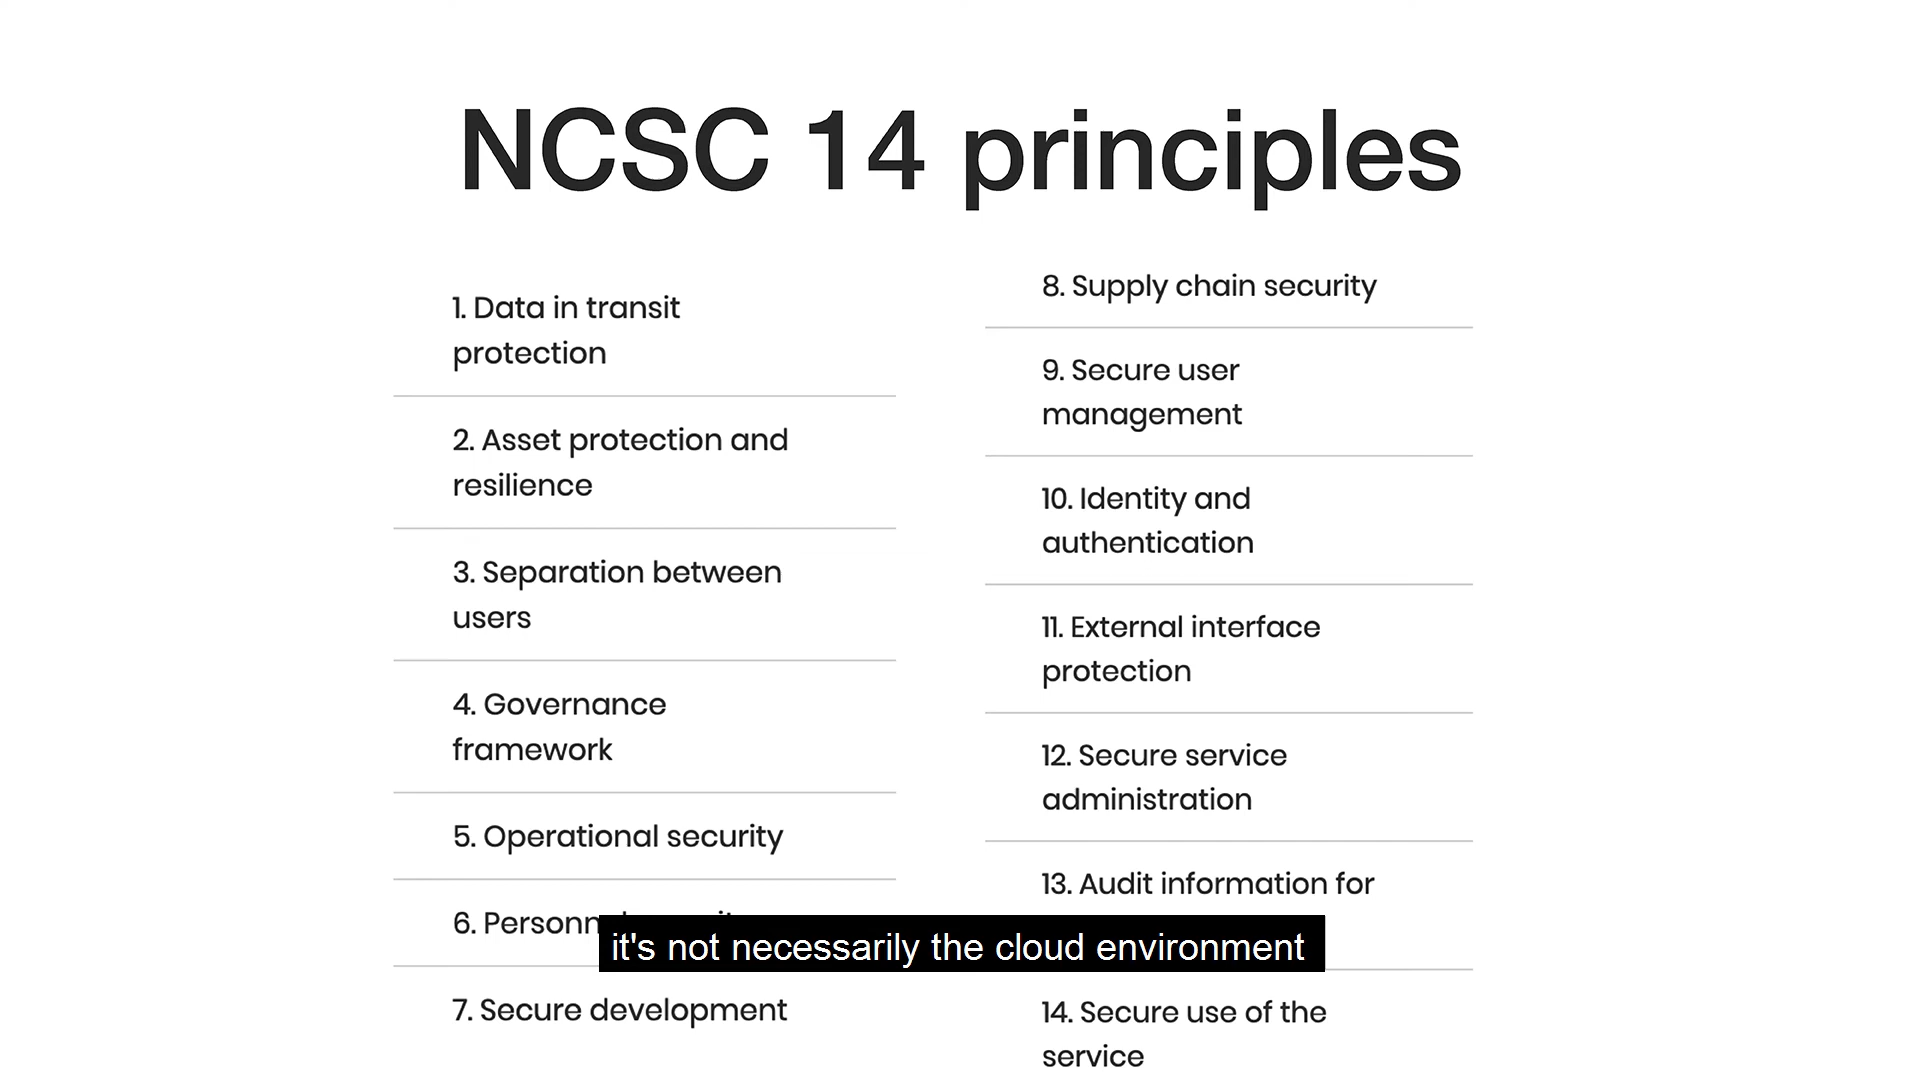 NCSC 14 principles
1. Data in transit
protection
2. Asset protection and
resilience
3. Separation between
users
4. Governance
framework
5. Operational security
6.
7. Secure development
8. Supply chain security
9. Secure user
management
10. Identity and
authentication
11. External interface
protection
12. Secure service
administration
13. Audit information for
14. Secure use of the
service
it's not necessarily the cloud environment